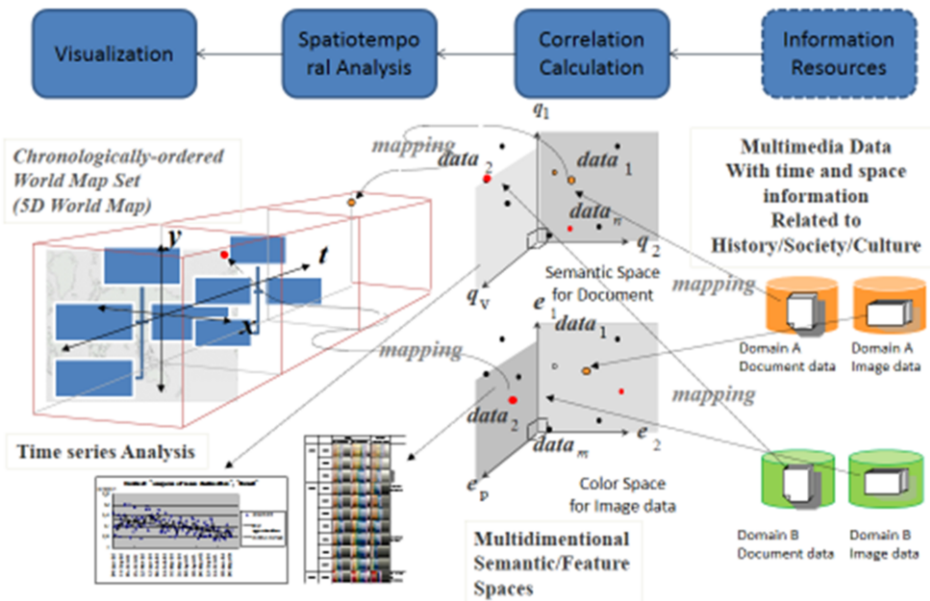 Visualization
Spatiotempo
ral Analysis
Correlation
Calculation
Information
Resources
Chronologically-ordered
World Map Set
(5D World Map)
mapping
data 2
q1
data 1
data n
q2
qv
Semantic Space
for Document
Multimedia Data
With time and space
information
Related to
History/Society/Culture
y
t
x
mapping
mapping
e1
data 1
data 2
data m
e2
ep
Color Space
for Image data
mapping
Domain A
Document data
Domain A
Image data
Domain B
Document data
Domain B
Image data
Time series Analysis
Multidimentional
Semantic/Feature
Spaces